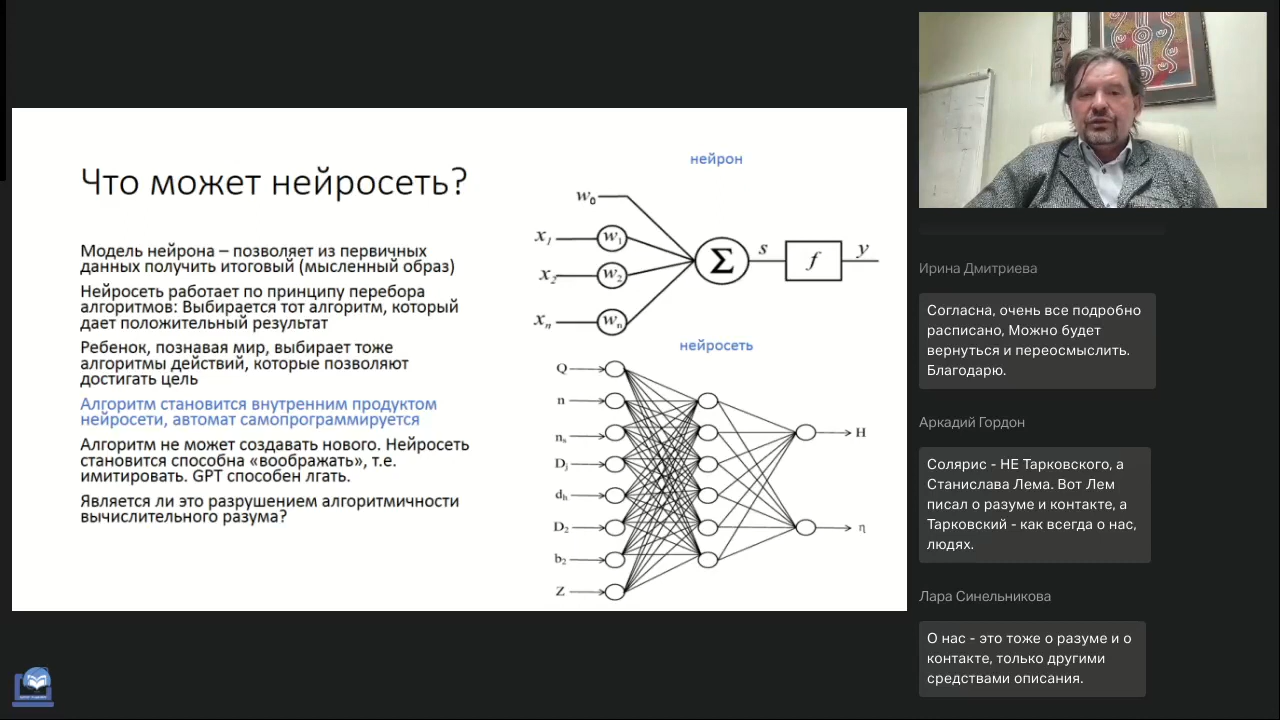 Что может нейросеть?
Модель нейрона – позволяет из первичных
данных получить итоговый (мысленный образ)
Нейросеть работает по принципу перебора
алгоритмов: Выбирается тот алгоритм, который
дает положительный результат
Ребенок, познавая мир, выбирает тоже
алгоритмы действий, которые позволяют
достигать цель
Алгоритм становится внутренним продуктом
нейросети, автомат самопрограммируется
Алгоритм не может создавать нового. Нейросеть
становится способна «воображать», т.е.
имитировать. GPT способен лгать.
Является ли это разрушением алгоритмичности
вычислительного разума?
нейрон
w₀
x₁ w₁
x₂ w₂
xₙ wₙ
Σ s f y
нейросеть
Q
n
nₛ
Dⱼ
dₕ
D₂
b₂
Z
H
η
Ирина Дмитриева
Согласна, очень все подробно
расписано, Можно будет
вернуться и переосмыслить.
Благодарю.
Аркадий Гордон
Солярис - НЕ Тарковского, а
Станислава Лема. Вот Лем
писал о разуме и контакте, а
Тарковский - как всегда о нас,
людях.
Лара Синельникова
О нас - это тоже о разуме и о
контакте, только другими
средствами описания.